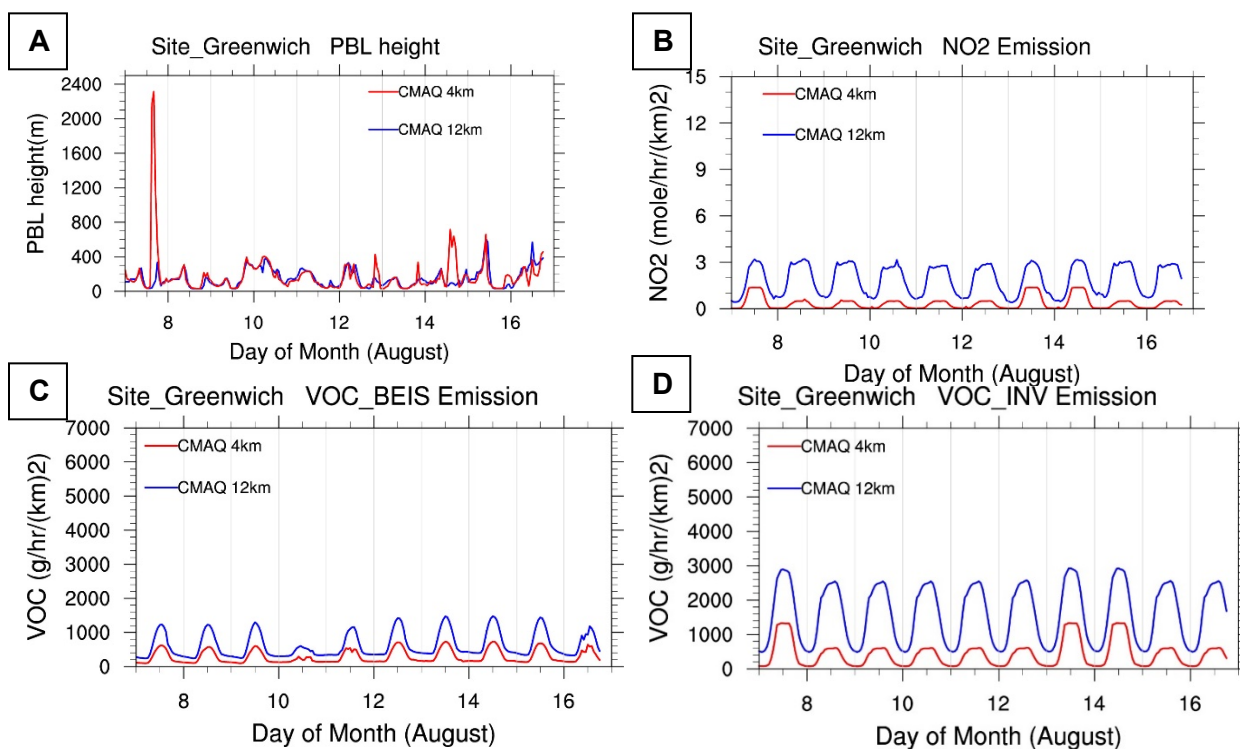 A
Site_Greenwich PBL height
PBL height(m)
2400
2000
1600
1200
800
400
0
CMAQ 4km
CMAQ 12km
8 10 12 14 16
Day of Month (August)
B
Site_Greenwich NO2 Emission
NO2 (mole/hr/(km)2)
15
12
9
6
3
0
CMAQ 4km
CMAQ 12km
8 10 12 14 16
Day of Month (August)
C
Site_Greenwich VOC_BEIS Emission
VOC (g/hr/(km)2)
7000
6000
5000
4000
3000
2000
1000
0
CMAQ 4km
CMAQ 12km
8 10 12 14 16
Day of Month (August)
D
Site_Greenwich VOC_INV Emission
VOC (g/hr/(km)2)
7000
6000
5000
4000
3000
2000
1000
0
CMAQ 4km
CMAQ 12km
8 10 12 14 16
Day of Month (August)